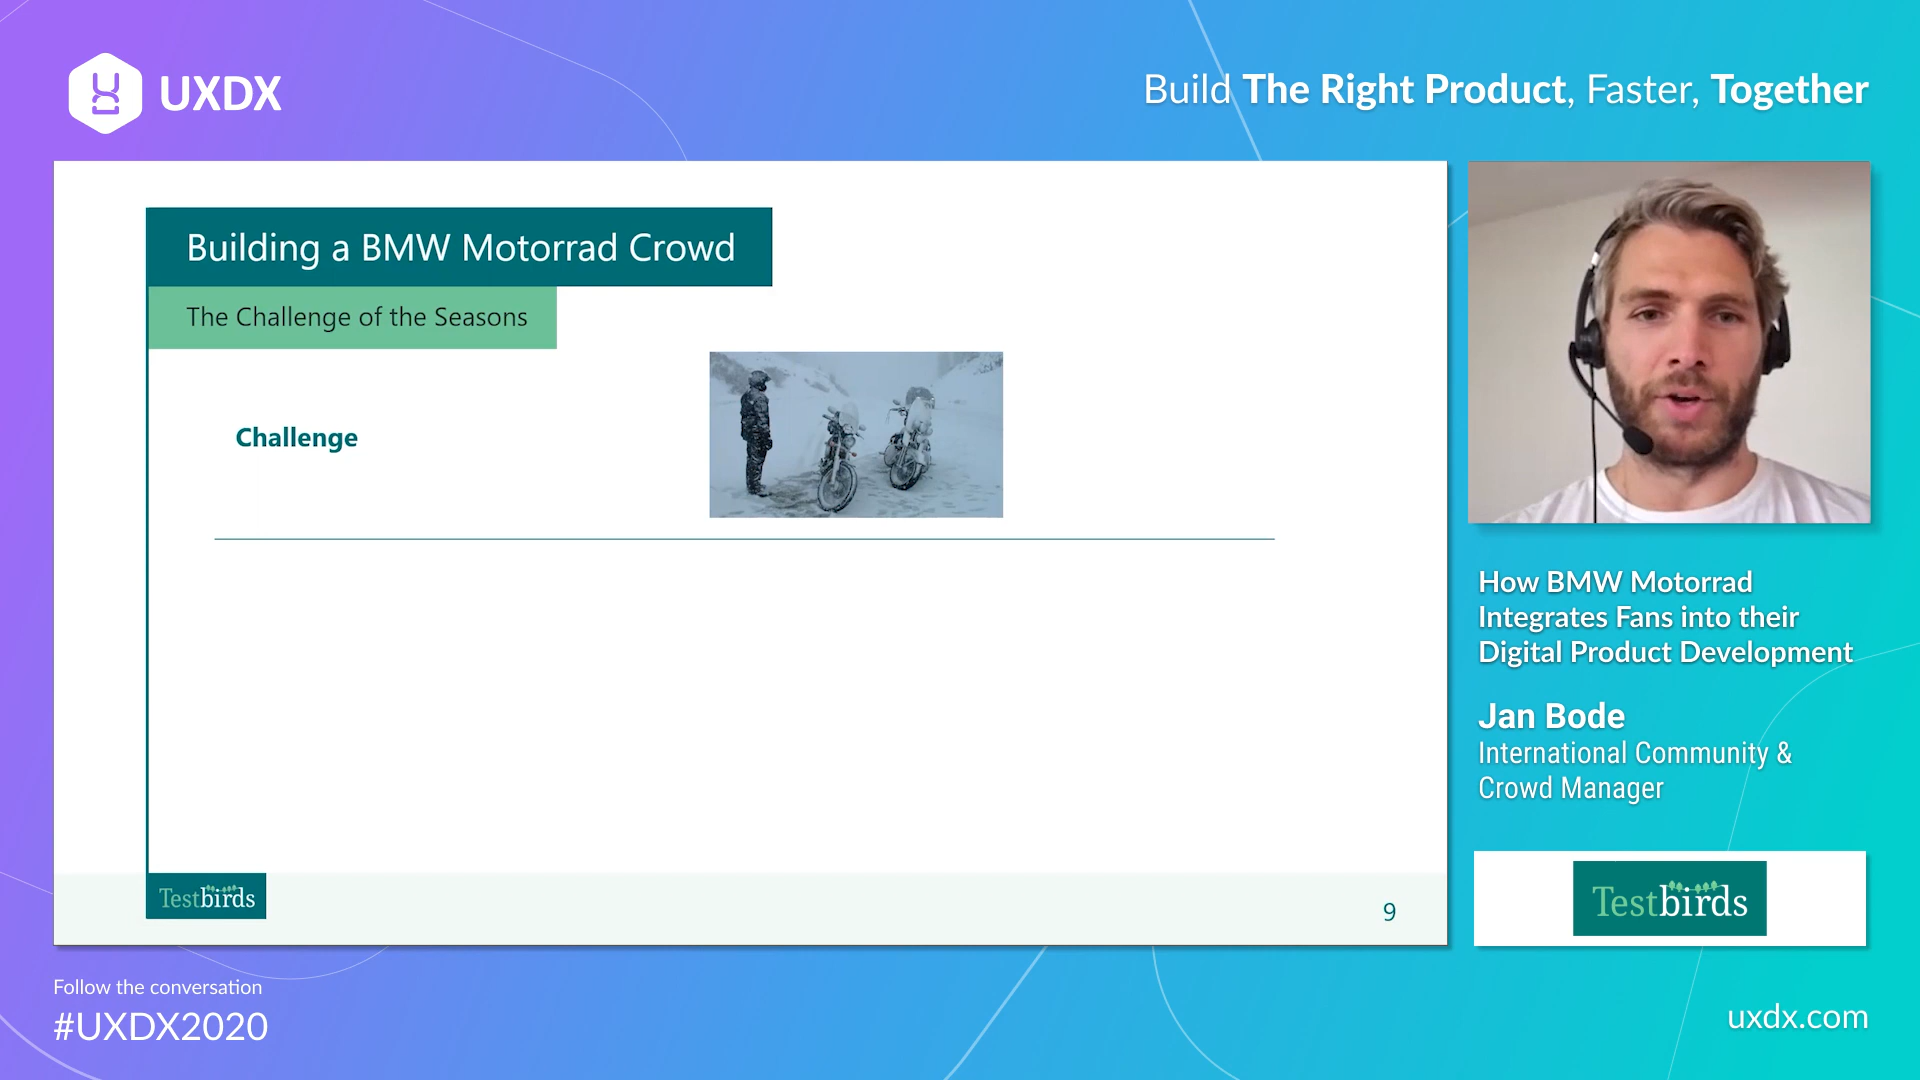 UXDX
Build The Right Product, Faster, Together
Building a BMW Motorrad Crowd
The Challenge of the Seasons
Challenge
Testbirds
9
How BMW Motorrad
Integrates Fans into their
Digital Product Development
Jan Bode
International Community &
Crowd Manager
Testbirds
Follow the conversation
#UXDX2020
uxdx.com